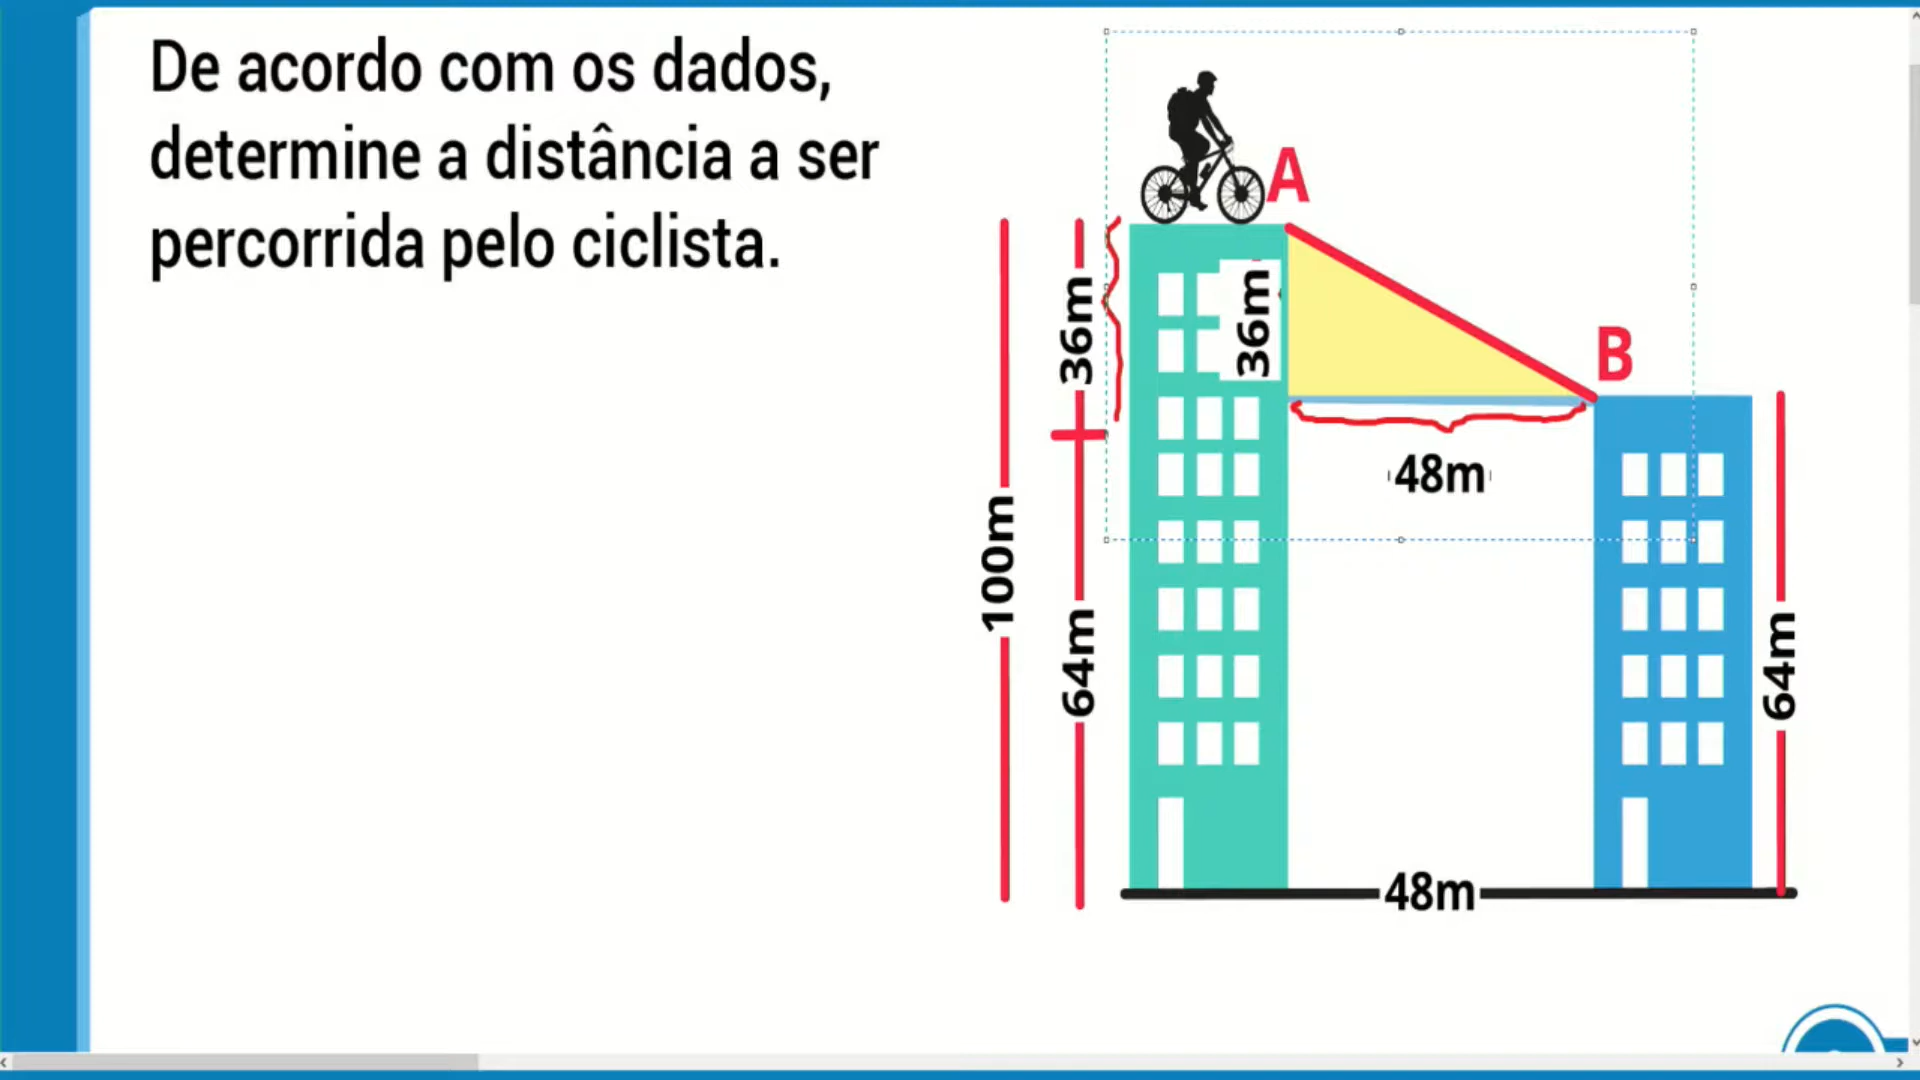 De acordo com os dados,
determine a distância a ser
percorrida pelo ciclista.
A
36m
36m
B
48m
100m
64m
64m
48m